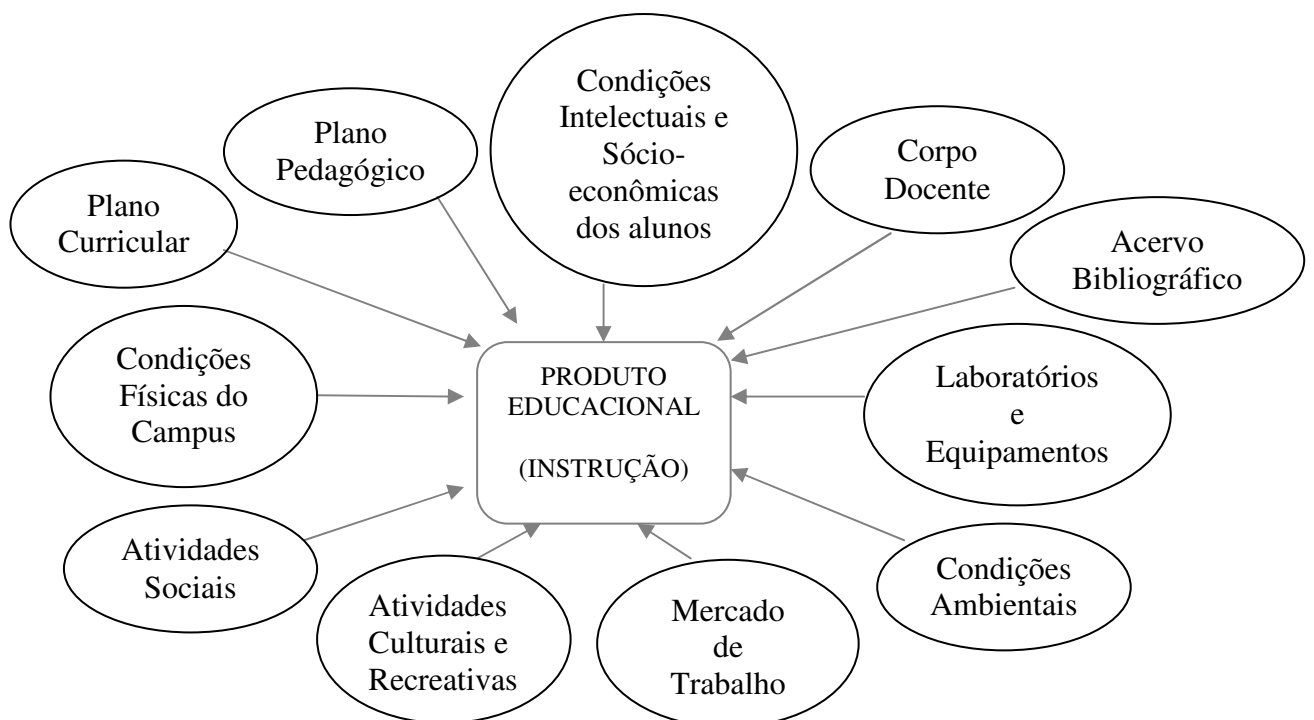 Condições
Intelectuais e
Sócio-
econômicas
dos alunos
Plano
Pedagógico
Corpo
Docente
Plano
Curricular
Acervo
Bibliográfico
Condições
Físicas do
Campus
PRODUTO
EDUCACIONAL
(INSTRUÇÃO)
Laboratórios
e
Equipamentos
Atividades
Sociais
Condições
Ambientais
Atividades
Culturais e
Recreativas
Mercado
de
Trabalho